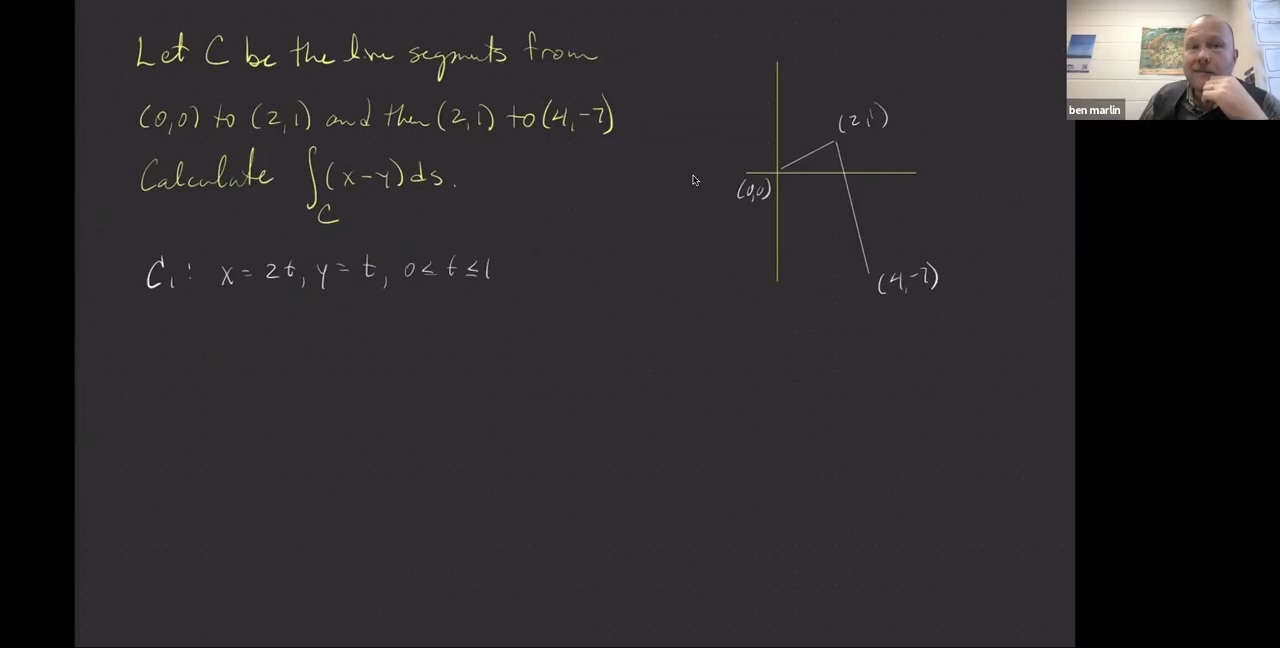 Let C be the line segments from
(0,0) to (2,1) and then (2,1) to (4,-7)
Calculate ∫_C (x-y) ds.
C₁: x = 2t, y = t, 0 ≤ t ≤ 1
(2,1)
(0,0)
(4,-7)
ben marlin